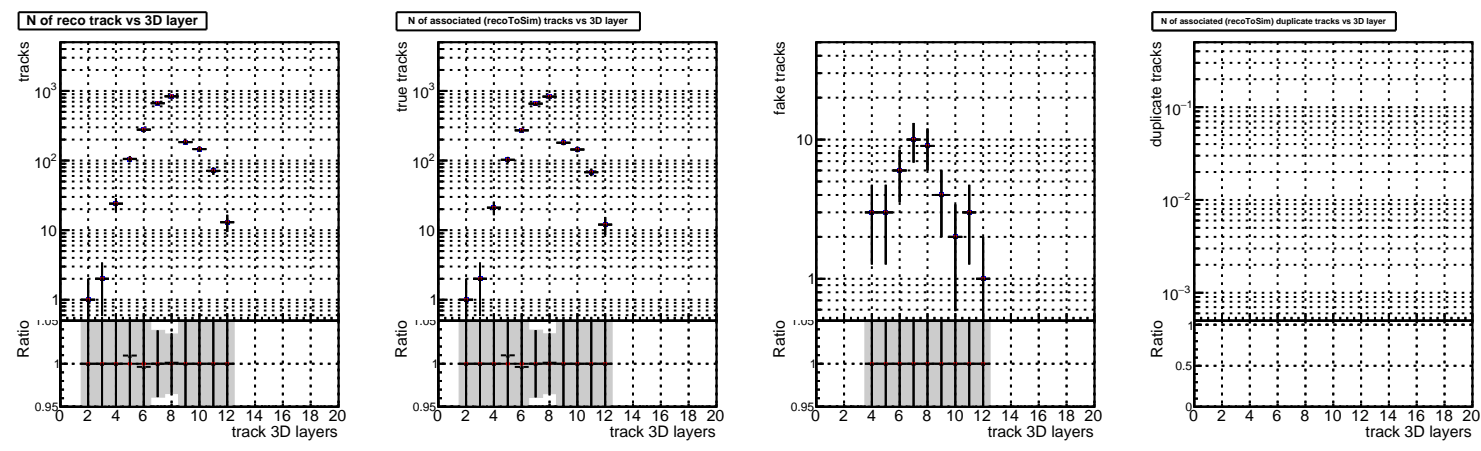 N of reco track vs 3D layer
tracks
10³
10²
10
1
Ratio
1.05
1
0.95
0 2 4 6 8 10 12 14 16 18 20
track 3D layers
N of associated (recoToSim) tracks vs 3D layer
true tracks
10³
10²
10
1
Ratio
1.05
1
0.95
0 2 4 6 8 10 12 14 16 18 20
track 3D layers
fake tracks
10
1
Ratio
1.05
1
0.95
0 2 4 6 8 10 12 14 16 18 20
track 3D layers
N of associated (recoToSim) duplicate tracks vs 3D layer
duplicate tracks
10⁻¹
10⁻²
10⁻³
Ratio
1
0.5
0
0 2 4 6 8 10 12 14 16 18 20
track 3D layers